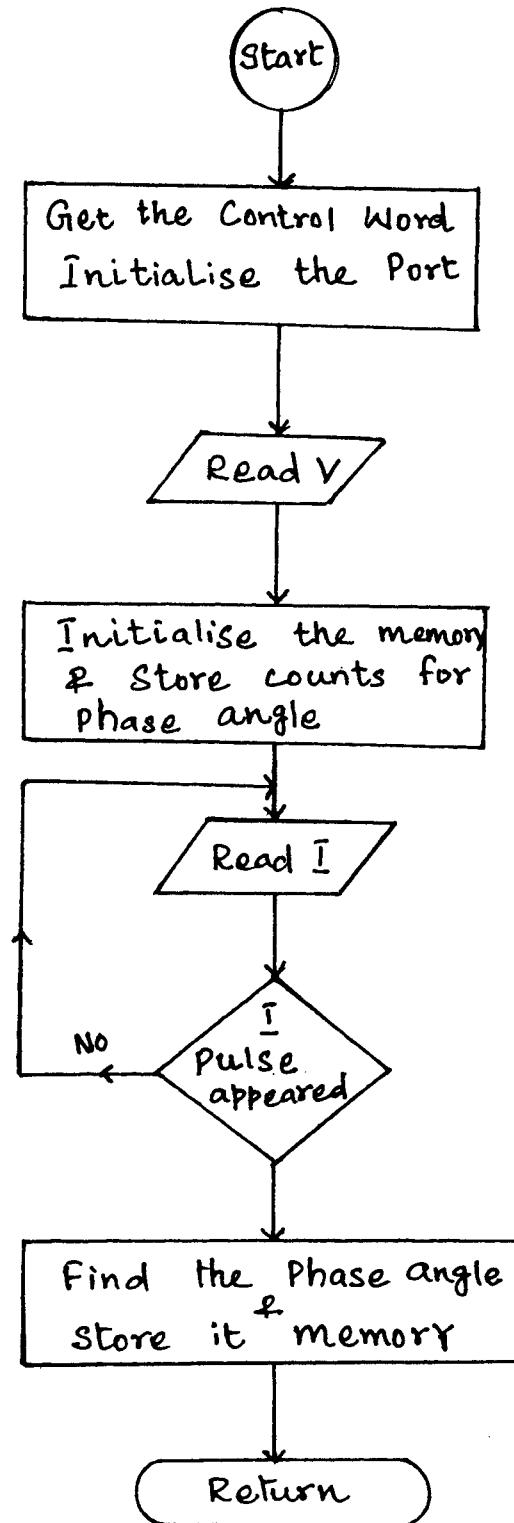 Start
Get the Control Word
Initialise the Port
Read V
Initialise the memory
& Store counts for
Phase angle
Read I
I
Pulse
appeared
NO
Find the Phase angle
&
Store it memory
Return